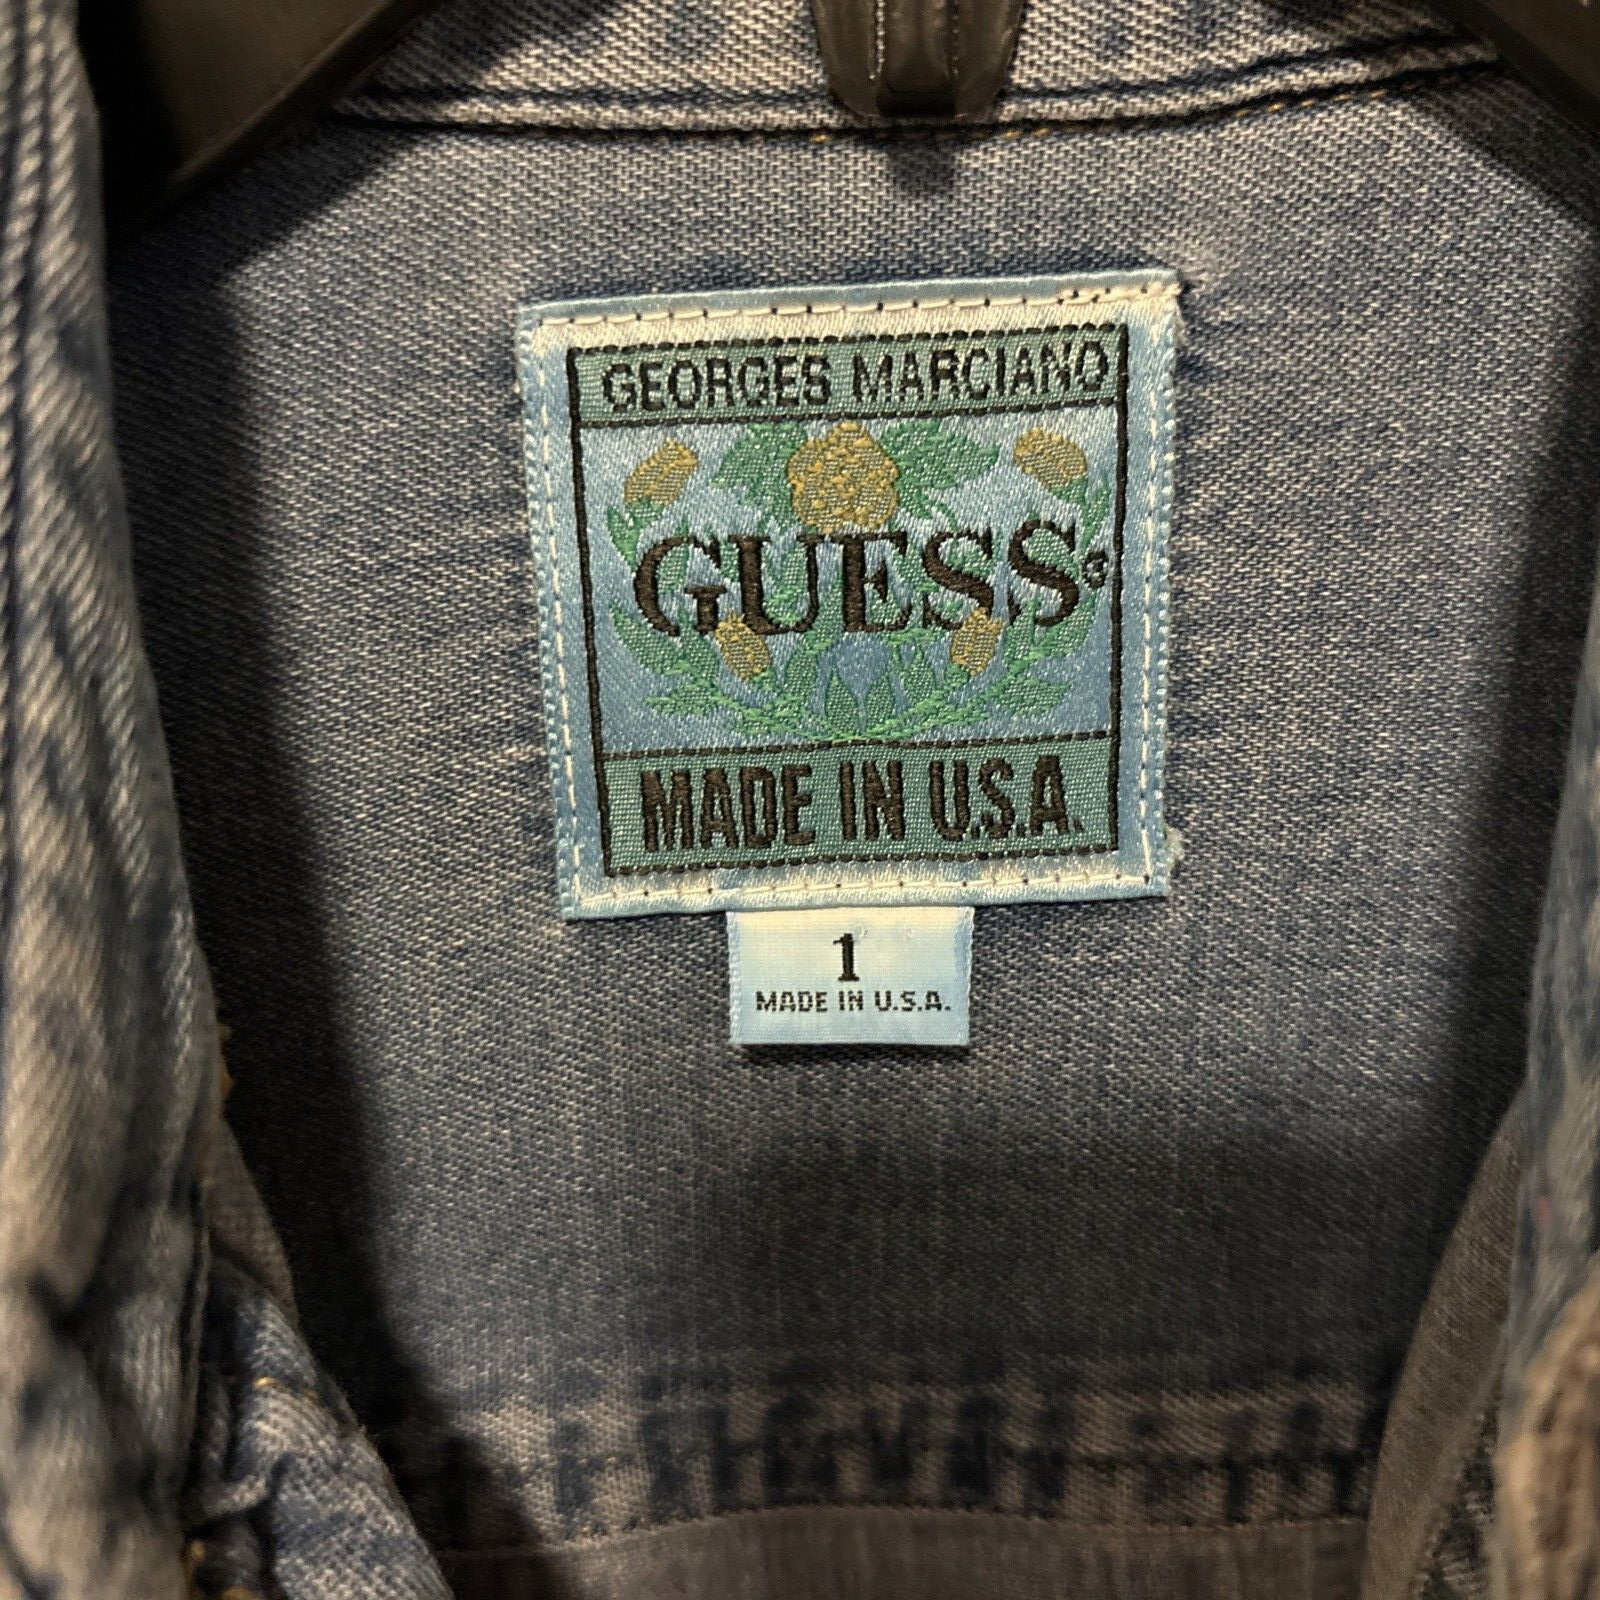 GEORGES MARCIANO
GUESS®
MADE IN U.S.A.
1
MADE IN U.S.A.